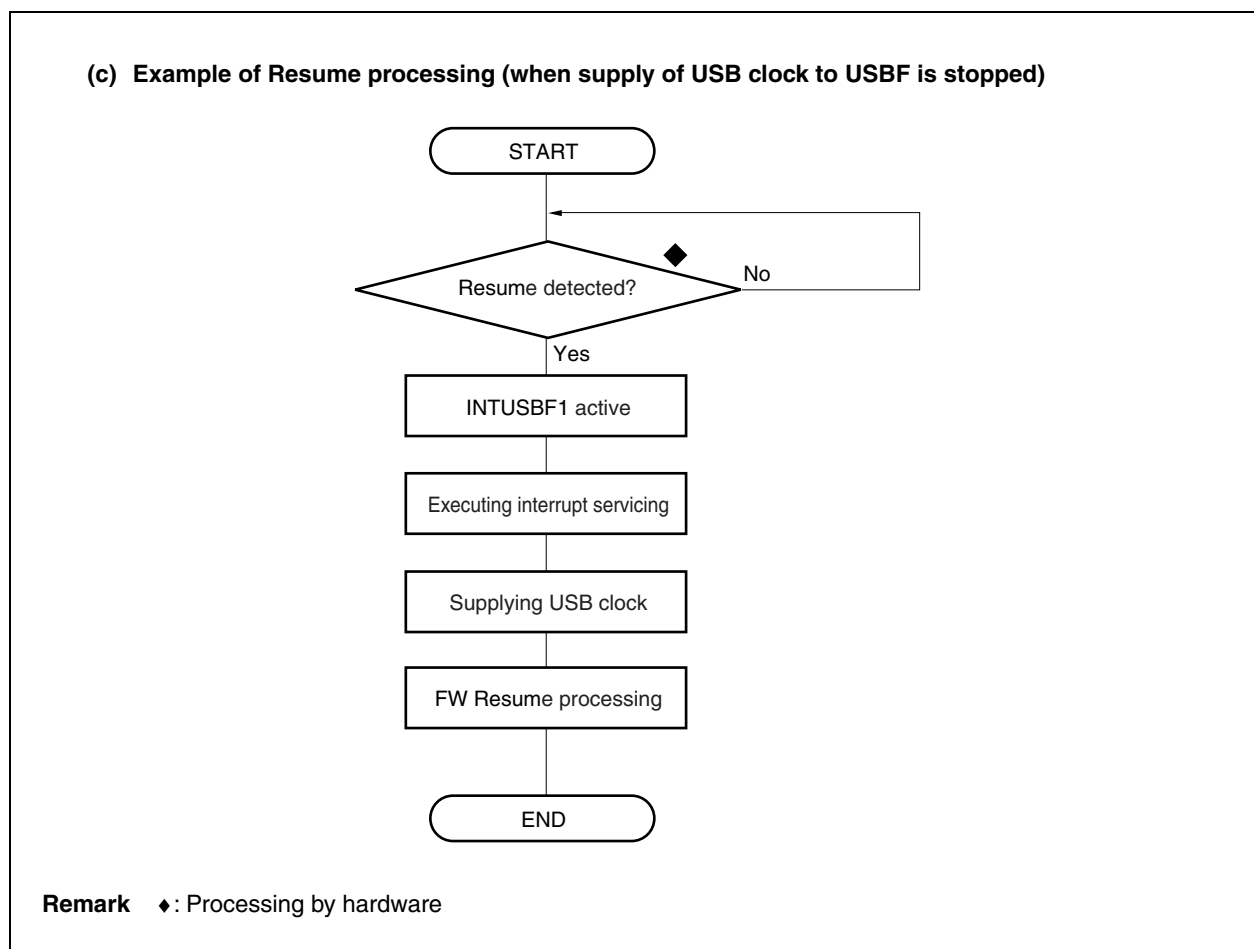 (c) Example of Resume processing (when supply of USB clock to USBF is stopped)
START
Resume detected?
No
Yes
INTUSBF1 active
Executing interrupt servicing
Supplying USB clock
FW Resume processing
END
Remark ♦: Processing by hardware